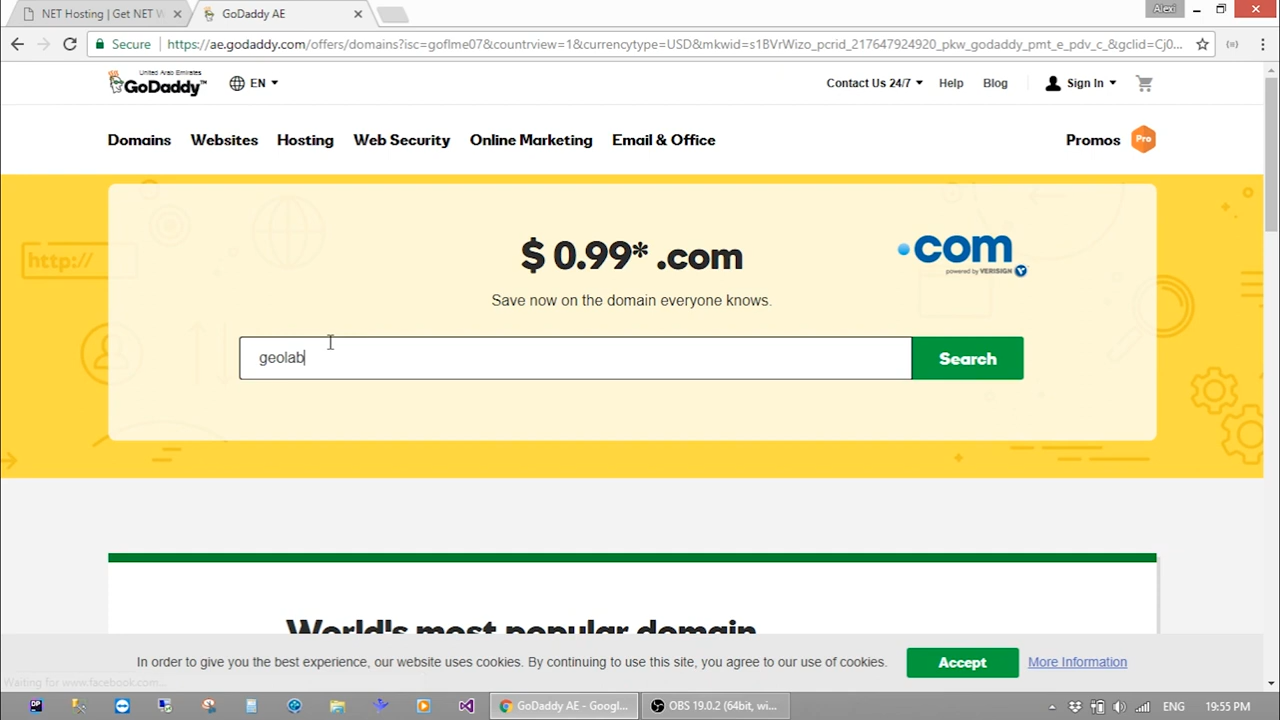 NET Hosting | Get NET W
GoDaddy AE
Alexi
Secure
https://ae.godaddy.com/offers/domains?isc=goflme07&countrview=1&currencytype=USD&mkwid=s1BVrWizo_pcrid_217647924920_pkw_godaddy_pmt_e_pdv_c_&gclid=Cj0...
United Arab Emirates
GoDaddy™
EN
Contact Us 24/7
Help
Blog
Sign In
Domains
Websites
Hosting
Web Security
Online Marketing
Email & Office
Promos
Pro
http://
$ 0.99* .com
.com
powered by VERISIGN
Save now on the domain everyone knows.
geolab
Search
World's most popular domain
In order to give you the best experience, our website uses cookies. By continuing to use this site, you agree to our use of cookies.
Accept
More Information
Waiting for www.facebook.com...
GoDaddy AE - Googl...
OBS 19.0.2 (64bit, wi...
ENG
19:55 PM